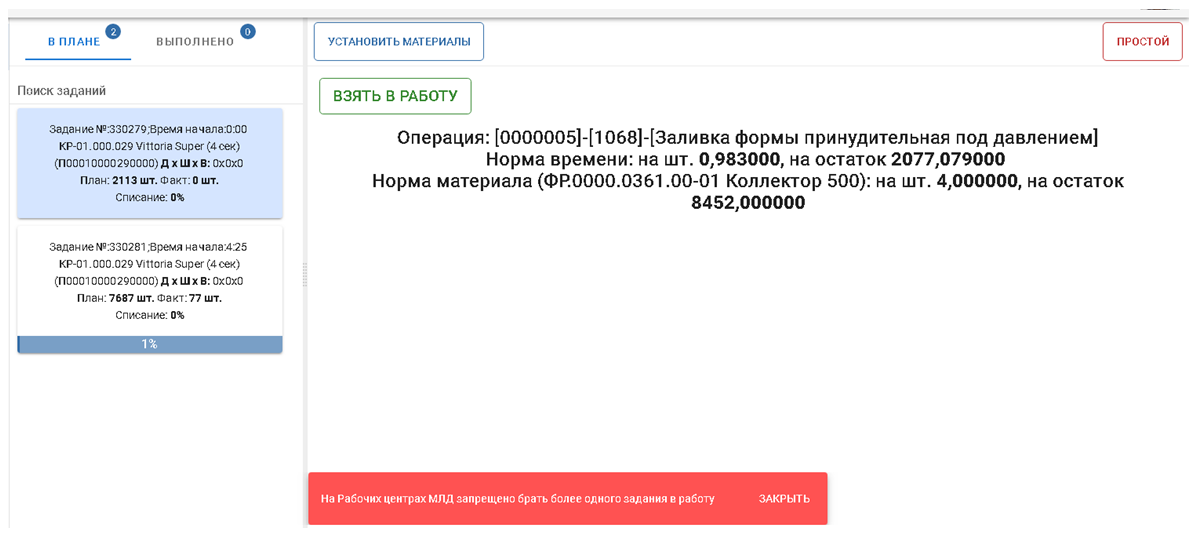 В ПЛАНЕ 2 ВЫПОЛНЕНО 0
УСТАНОВИТЬ МАТЕРИАЛЫ
ПРОСТОЙ
Поиск заданий
Задание №:330279;Время начала:0:00
КР-01.000.029 Vittoria Super (4 сек)
(П00010000290000) Д x Ш x В: 0x0x0
План: 2113 шт. Факт: 0 шт.
Списание: 0%
Задание №:330281;Время начала:4:25
КР-01.000.029 Vittoria Super (4 сек)
(П00010000290000) Д x Ш x В: 0x0x0
План: 7687 шт. Факт: 77 шт.
Списание: 0%
1%
ВЗЯТЬ В РАБОТУ
Операция: [0000005]-[1068]-[Заливка формы принудительная под давлением]
Норма времени: на шт. 0,983000, на остаток 2077,079000
Норма материала (ФР.0000.0361.00-01 Коллектор 500): на шт. 4,000000, на остаток
8452,000000
На Рабочих центрах МЛД запрещено брать более одного задания в работу
ЗАКРЫТЬ